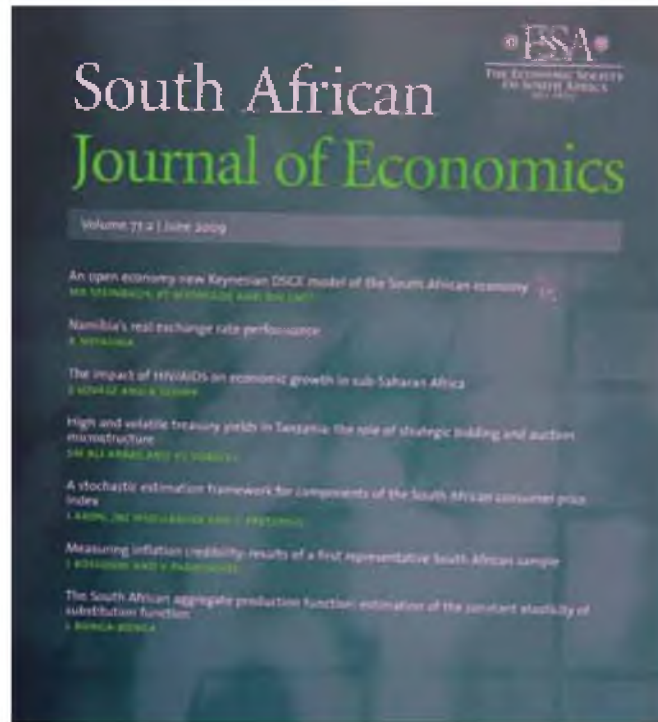 ESA
THE ECONOMIC SOCIETY
OF SOUTH AFRICA
South African
Journal of Economics
Volume 77.2 | June 2009
An open economy new Keynesian DSGE model of the South African economy
Namibia's real exchange rate performance
The impact of HIV/AIDS on economic growth in sub-Saharan Africa
High and volatile treasury yields in Tanzania: the role of strategic bidding and auction
microstructure
A stochastic estimation framework for components of the South African consumer price
index
Measuring inflation credibility: results of a first representative South African sample
The South African aggregate production function: estimation of the constant elasticity of
substitution function